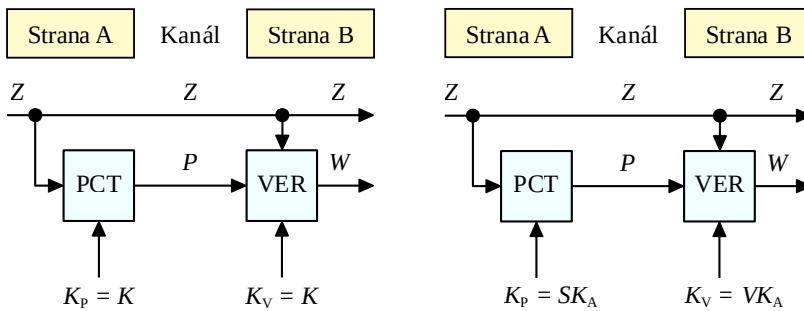 Strana A Kanál Strana B Strana A Kanál Strana B
Z Z Z Z Z Z
P W P W
PCT VER PCT VER
K_P = K K_V = K K_P = SK_A K_V = VK_A